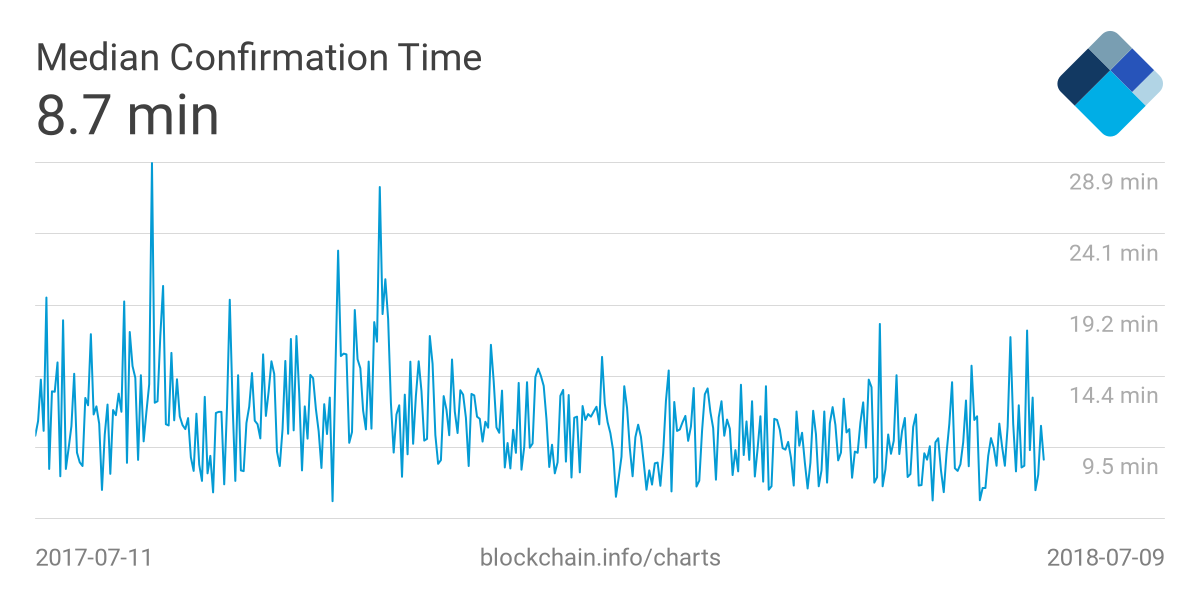 Median Confirmation Time
8.7 min
28.9 min
24.1 min
19.2 min
14.4 min
9.5 min
2017-07-11 blockchain.info/charts 2018-07-09